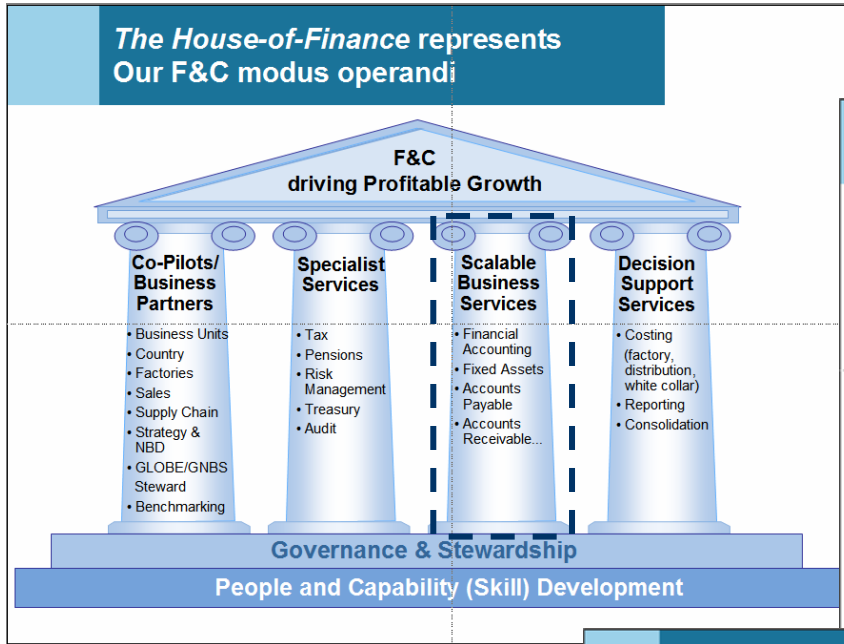 The House-of-Finance represents
Our F&C modus operandi
F&C
driving Profitable Growth
Co-Pilots/
Business
Partners
• Business Units
• Country
• Factories
• Sales
• Supply Chain
• Strategy &
NBD
• GLOBE/GNBS
Steward
• Benchmarking
Specialist
Services
• Tax
• Pensions
• Risk
Management
• Treasury
• Audit
Scalable
Business
Services
• Financial
Accounting
• Fixed Assets
• Accounts
Payable
• Accounts
Receivable...
Decision
Support
Services
• Costing
(factory,
distribution,
white collar)
• Reporting
• Consolidation
Governance & Stewardship
People and Capability (Skill) Development